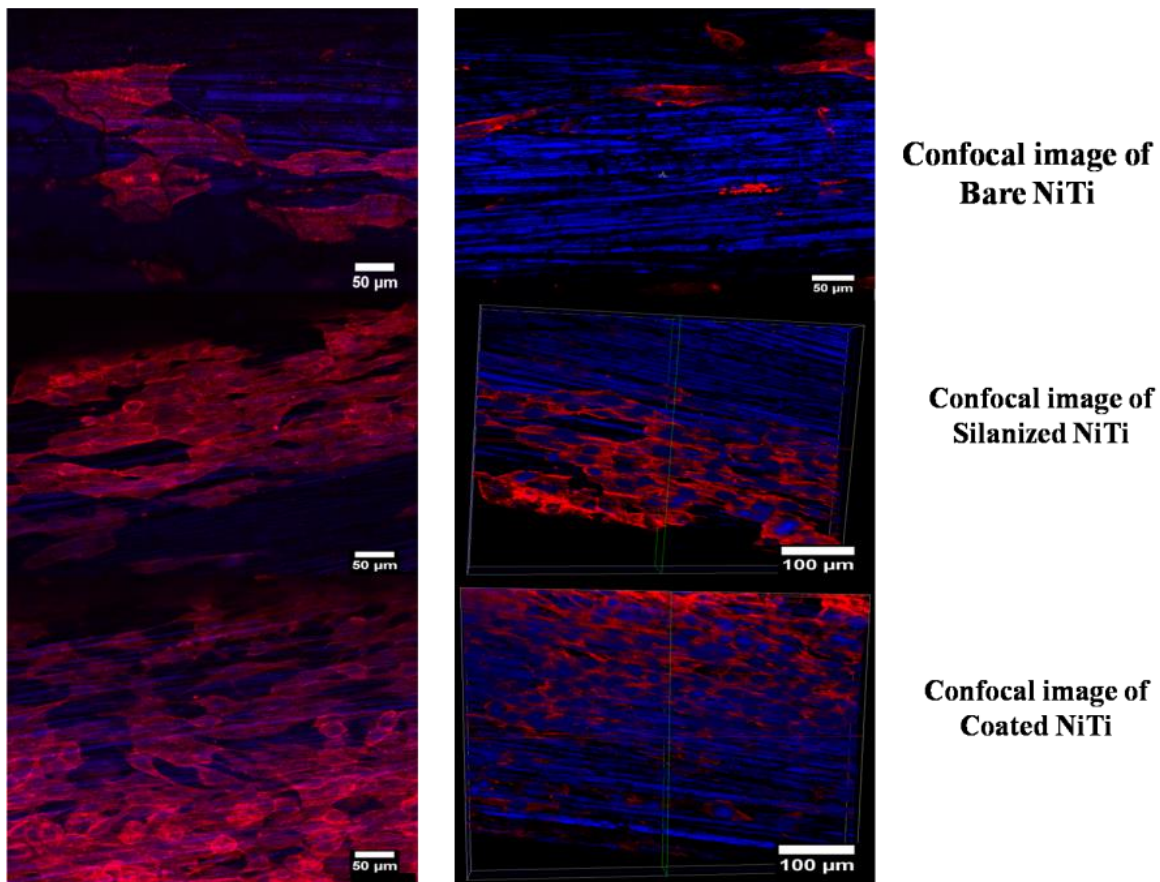 50 µm
50 µm
Confocal image of
Bare NiTi
50 µm
100 µm
Confocal image of
Silanized NiTi
50 µm
100 µm
Confocal image of
Coated NiTi